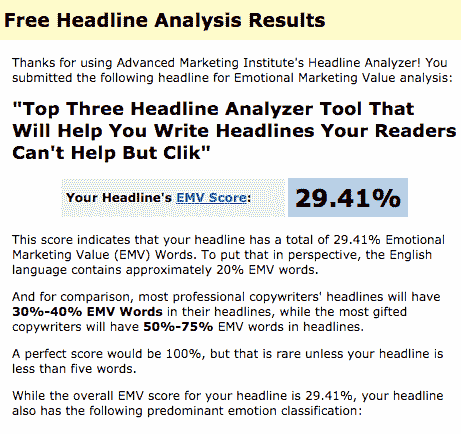 Free Headline Analysis Results
Thanks for using Advanced Marketing Institute's Headline Analyzer! You
submitted the following headline for Emotional Marketing Value analysis:
"Top Three Headline Analyzer Tool That
Will Help You Write Headlines Your Readers
Can't Help But Clik"
Your Headline's EMV Score: 29.41%
This score indicates that your headline has a total of 29.41% Emotional
Marketing Value (EMV) Words. To put that in perspective, the English
language contains approximately 20% EMV words.
And for comparison, most professional copywriters' headlines will have
30%-40% EMV Words in their headlines, while the most gifted
copywriters will have 50%-75% EMV words in headlines.
A perfect score would be 100%, but that is rare unless your headline is
less than five words.
While the overall EMV score for your headline is 29.41%, your headline
also has the following predominant emotion classification: